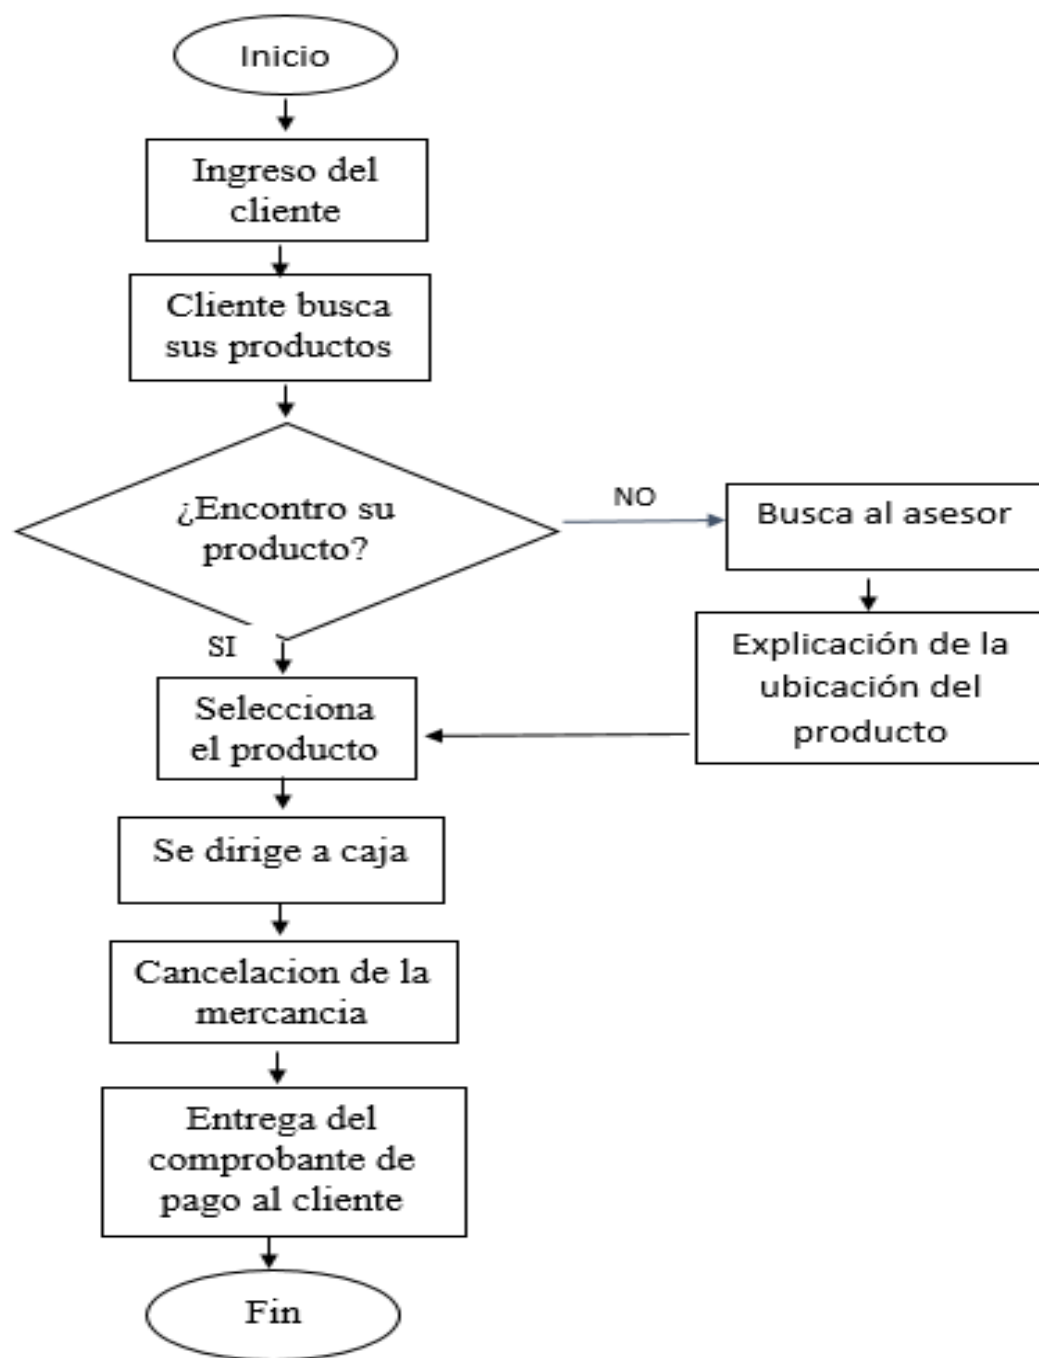 Inicio
Ingreso del
cliente
Cliente busca
sus productos
¿Encontro su
producto?
NO
Busca al asesor
Explicación de la
ubicación del
producto
SI
Selecciona
el producto
Se dirige a caja
Cancelacion de la
mercancia
Entrega del
comprobante de
pago al cliente
Fin